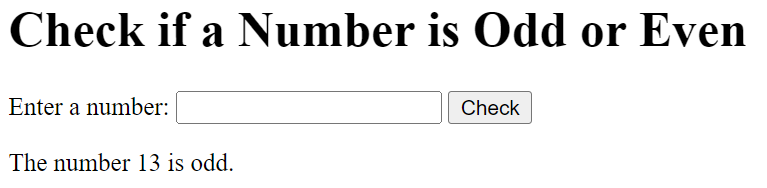 Check if a Number is Odd or Even
Enter a number: Check
The number 13 is odd.